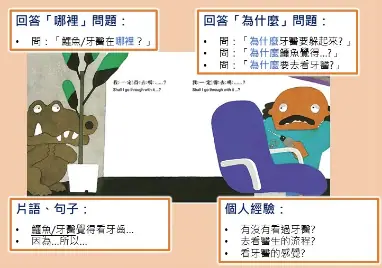 回答「哪裡」問題：
• 問：「鱷魚/牙醫在哪裡？」
回答「為什麼」問題：
• 問：「為什麼牙醫要躲起來?」
• 問：「為什麼鱷魚覺得...?」
• 問：「為什麼要去看牙醫?」
我一定要去嗎……？
Shall I go through with it...?
我一定要去嗎……？
Shall I go through with it...?
片語、句子：
• 鱷魚/牙醫覺得看牙齒...
• 因為...所以...
個人經驗：
• 有沒有看過牙醫?
• 去看醫生的流程?
• 看牙醫的感覺?